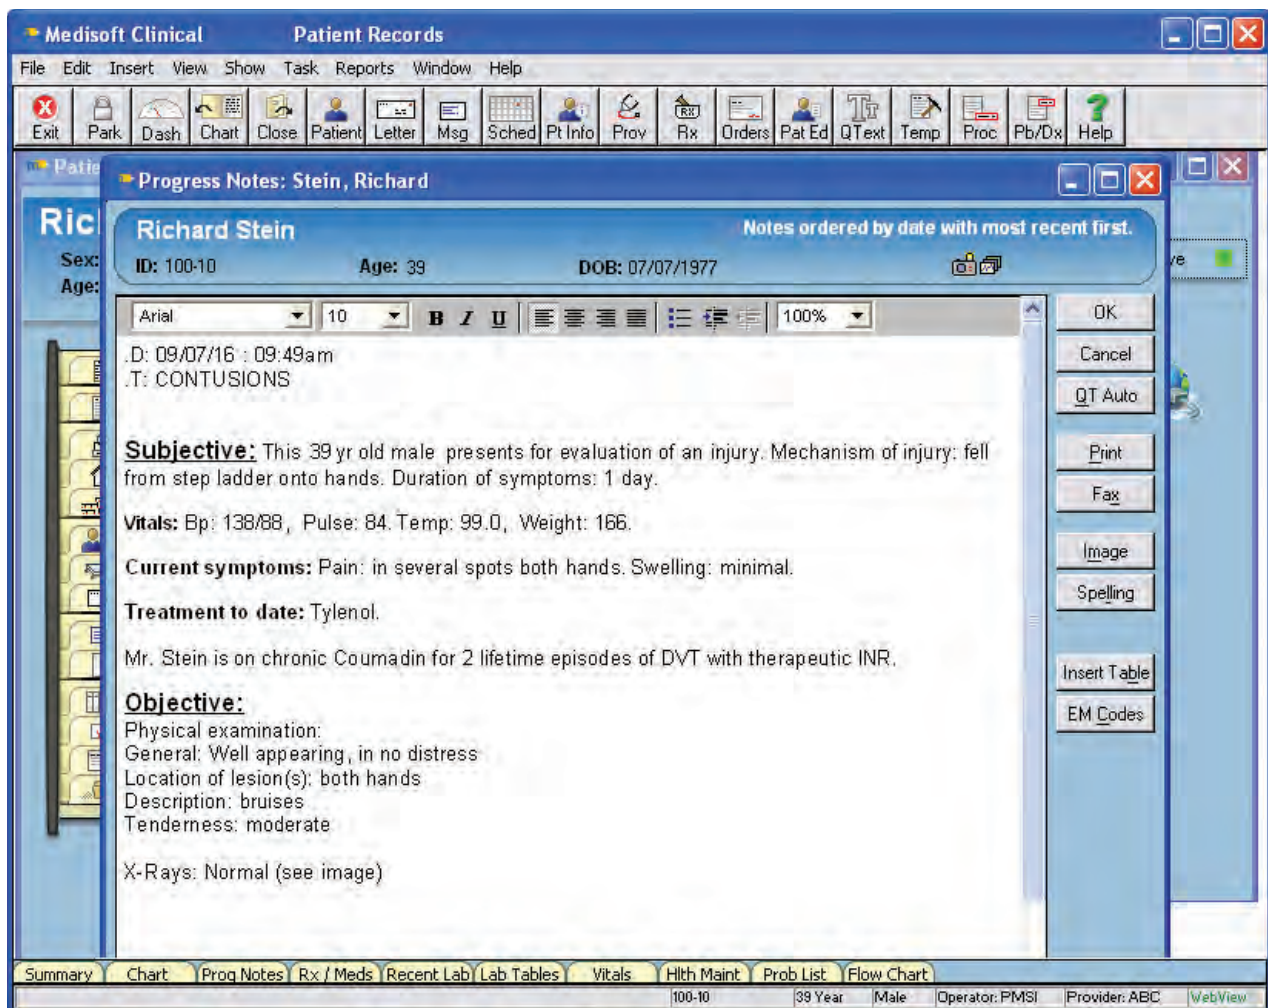 Medisoft Clinical Patient Records
File Edit Insert View Show Task Reports Window Help
Exit Park Dash Chart Close Patient Letter Msg Sched Pt Info Prov Rx Orders Pat Ed QText Temp Proc Pb/Dx Help
Progress Notes: Stein, Richard
Ric
Sex:
Age:
Richard Stein Notes ordered by date with most recent first.
ID: 100-10 Age: 39 DOB: 07/07/1977
Arial 10 B I U 100%
OK
Cancel
QT Auto
Print
Fax
Image
Spelling
Insert Table
EM Codes
.D: 09/07/16 : 09:49am
.T: CONTUSIONS
Subjective: This 39 yr old male presents for evaluation of an injury. Mechanism of injury: fell
from step ladder onto hands. Duration of symptoms: 1 day.
Vitals: Bp: 138/88, Pulse: 84. Temp: 99.0, Weight: 166.
Current symptoms: Pain: in several spots both hands. Swelling: minimal.
Treatment to date: Tylenol.
Mr. Stein is on chronic Coumadin for 2 lifetime episodes of DVT with therapeutic INR.
Objective:
Physical examination:
General: Well appearing, in no distress
Location of lesion(s): both hands
Description: bruises
Tenderness: moderate
X-Rays: Normal (see image)
Summary Chart Prog Notes Rx / Meds Recent Lab Lab Tables Vitals Hlth Maint Prob List Flow Chart
100-10 39 Year Male Operator: PMSI Provider: ABC WebView